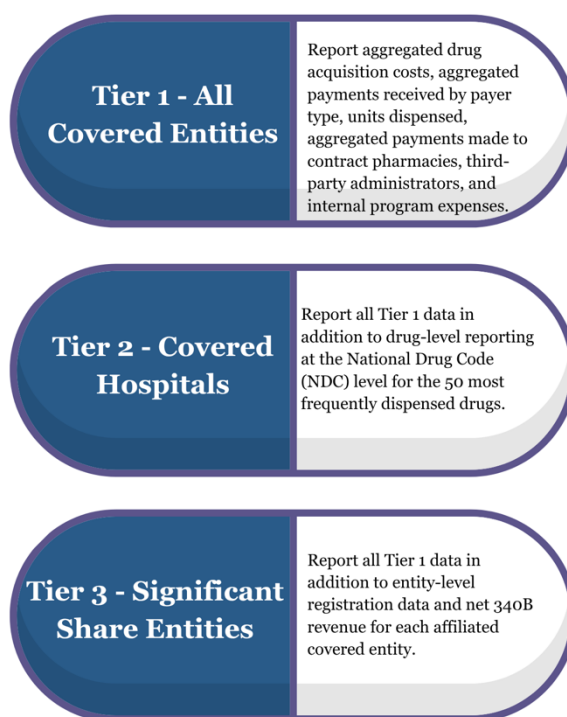 Tier 1 - All
Covered Entities
Report aggregated drug
acquisition costs, aggregated
payments received by payer
type, units dispensed,
aggregated payments made to
contract pharmacies, third-
party administrators, and
internal program expenses.
Tier 2 - Covered
Hospitals
Report all Tier 1 data in
addition to drug-level reporting
at the National Drug Code
(NDC) level for the 50 most
frequently dispensed drugs.
Tier 3 - Significant
Share Entities
Report all Tier 1 data in
addition to entity-level
registration data and net 340B
revenue for each affiliated
covered entity.